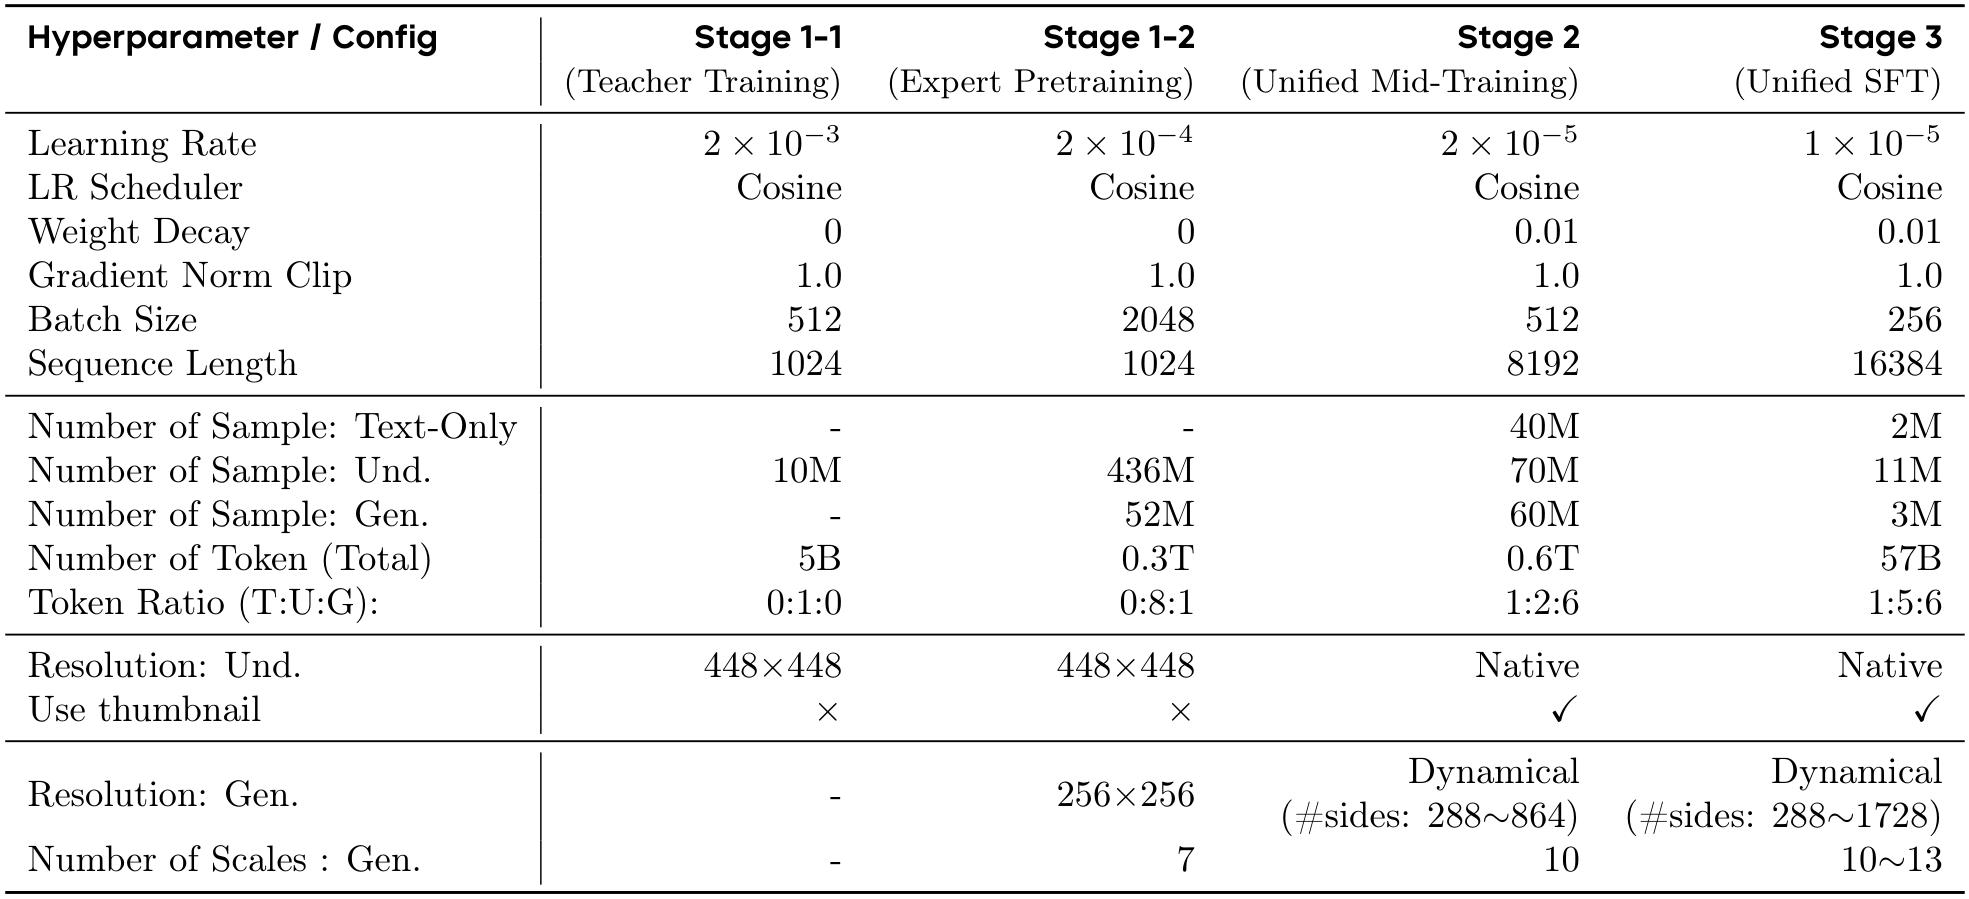 Hyperparameter / Config Stage 1-1 Stage 1-2 Stage 2 Stage 3
(Teacher Training) (Expert Pretraining) (Unified Mid-Training) (Unified SFT)
Learning Rate 2 × 10⁻³ 2 × 10⁻⁴ 2 × 10⁻⁵ 1 × 10⁻⁵
LR Scheduler Cosine Cosine Cosine Cosine
Weight Decay 0 0 0.01 0.01
Gradient Norm Clip 1.0 1.0 1.0 1.0
Batch Size 512 2048 512 256
Sequence Length 1024 1024 8192 16384
Number of Sample: Text-Only - - 40M 2M
Number of Sample: Und. 10M 436M 70M 11M
Number of Sample: Gen. - 52M 60M 3M
Number of Token (Total) 5B 0.3T 0.6T 57B
Token Ratio (T:U:G): 0:1:0 0:8:1 1:2:6 1:5:6
Resolution: Und. 448×448 448×448 Native Native
Use thumbnail × × ✓ ✓
Resolution: Gen. - 256×256 Dynamical (#sides: 288~864) Dynamical (#sides: 288~1728)
Number of Scales : Gen. - 7 10 10~13